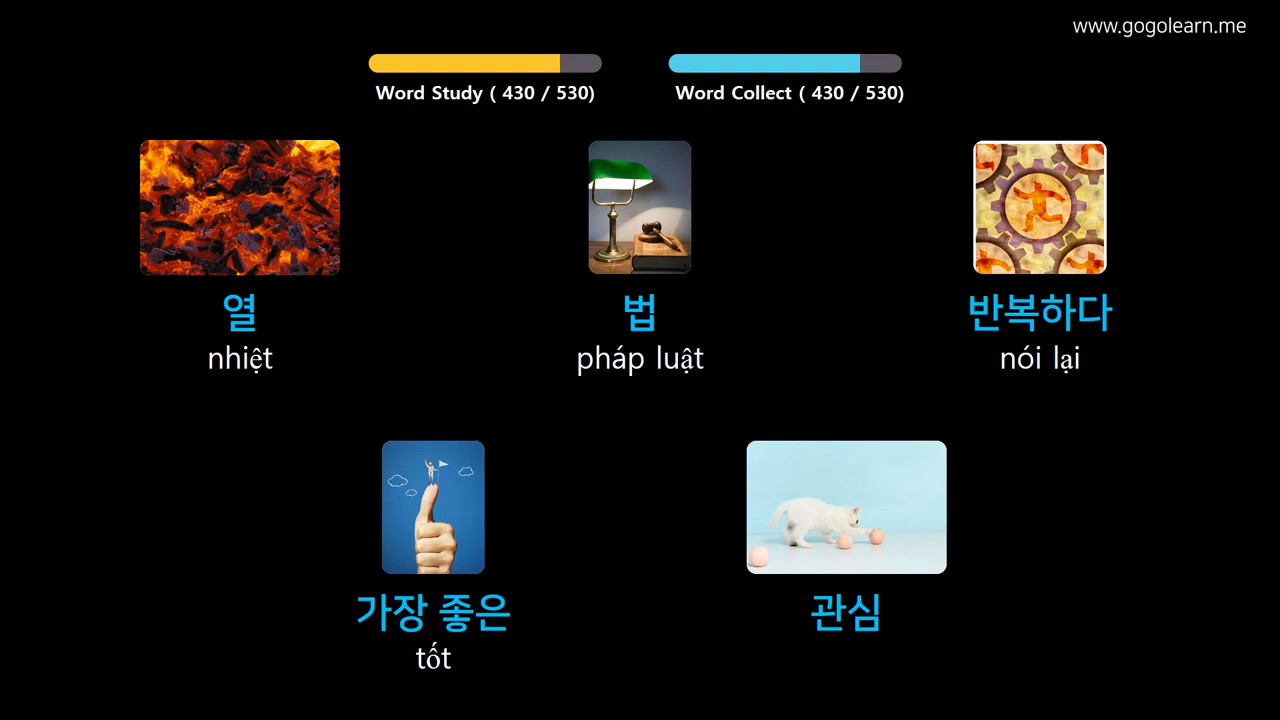 www.gogolearn.me
Word Study ( 430 / 530)
Word Collect ( 430 / 530)
열
nhiệt
법
pháp luật
반복하다
nói lại
가장 좋은
tốt
관심